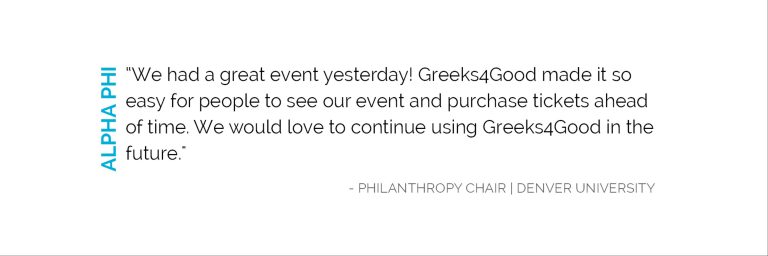 ALPHA PHI
“We had a great event yesterday! Greeks4Good made it so
easy for people to see our event and purchase tickets ahead
of time. We would love to continue using Greeks4Good in the
future."
- PHILANTHROPY CHAIR | DENVER UNIVERSITY